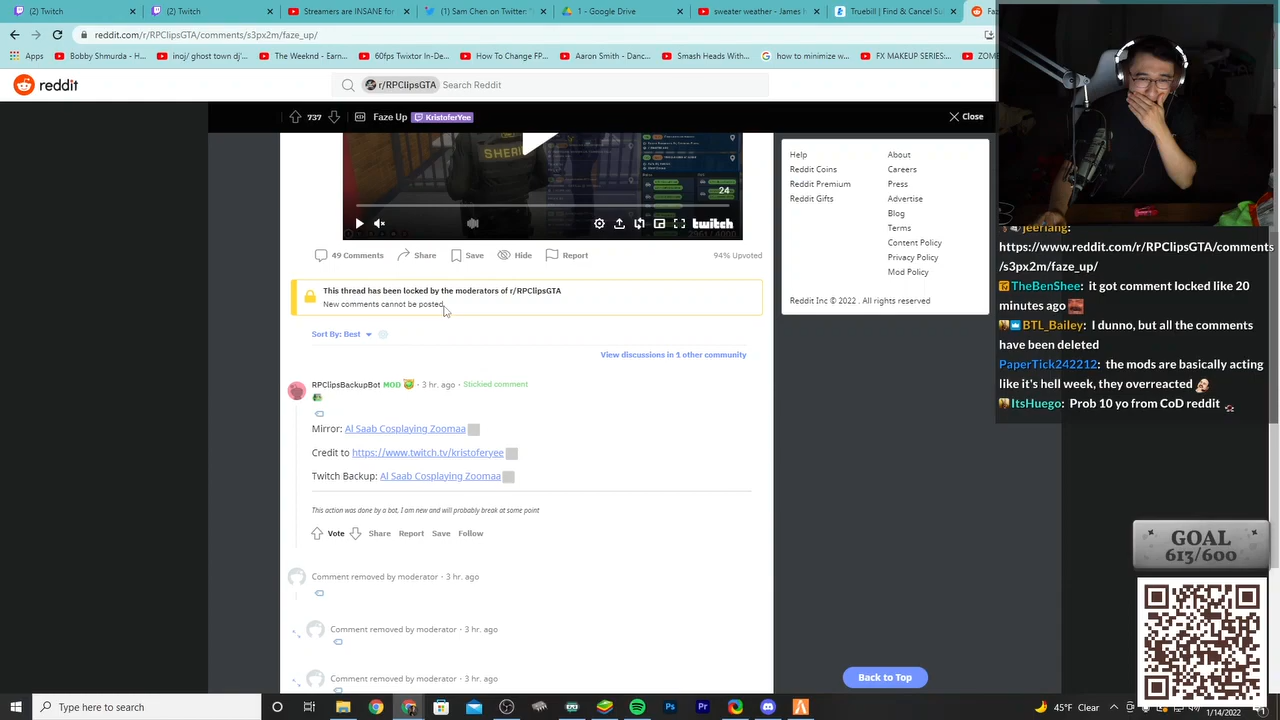 (2) Twitch
(2) Twitch
Streamers are INSANE for
Sam Cohen - Contact
1 - Google Drive
sweater weather - James H
Truebill | Find & Cancel Su
Fa
reddit.com/r/RPClipsGTA/comments/s3px2m/faze_up/
Apps
Bobby Shmurda - H...
inoj/ ghost town dj'...
The Weeknd - Earn...
60fps Twixtor In-De...
How To Change FP...
Aaron Smith - Danc...
Smash Heads With...
how to minimize w...
FX MAKEUP SERIES:...
ZOM
reddit
r/RPClipsGTA
Search Reddit
737
Faze Up
KristoferYee
Close
SHERI
24
twitch
49 Comments
Share
Save
Hide
Report
94% Upvoted
This thread has been locked by the moderators of r/RPClipsGTA
New comments cannot be posted
Sort By: Best
View discussions in 1 other community
RPClipsBackupBot MOD
3 hr. ago
Stickied comment
Mirror: Al Saab Cosplaying Zoomaa
Credit to https://www.twitch.tv/kristoferyee
Twitch Backup: Al Saab Cosplaying Zoomaa
This action was done by a bot. I am new and will probably break at some point
Vote
Share
Report
Save
Follow
Comment removed by moderator · 3 hr. ago
Comment removed by moderator · 3 hr. ago
Comment removed by moderator · 3 hr. ago
Help
About
Reddit Coins
Careers
Reddit Premium
Press
Reddit Gifts
Advertise
Blog
Terms
Content Policy
Privacy Policy
Mod Policy
Reddit Inc © 2022 . All rights reserved
Back to Top
jeeriang:
https://www.reddit.com/r/RPClipsGTA/comments
/s3px2m/faze_up/
TheBenShee: it got comment locked like 20
minutes ago
BTL_Bailey: I dunno, but all the comments
have been deleted
PaperTick242212: the mods are basically acting
like it's hell week, they overreacted
ItsHuego: Prob 10 yo from CoD reddit
GOAL
613/600
Type here to search
45°F Clear
1/14/2022